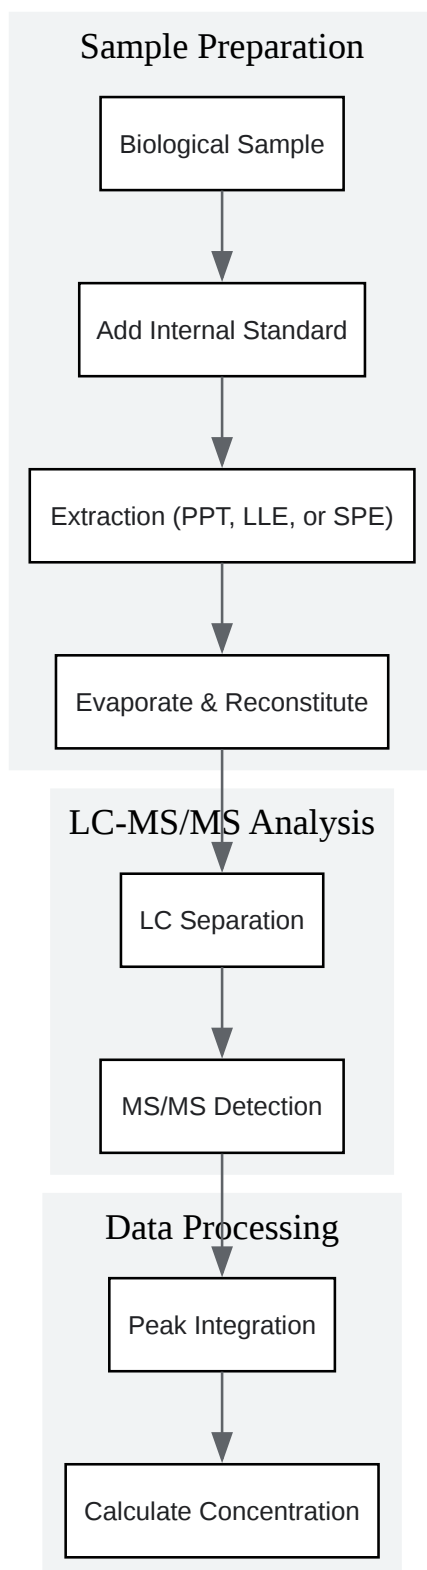 Sample Preparation
Biological Sample
Add Internal Standard
Extraction (PPT, LLE, or SPE)
Evaporate & Reconstitute
LC-MS/MS Analysis
LC Separation
MS/MS Detection
Data Processing
Peak Integration
Calculate Concentration